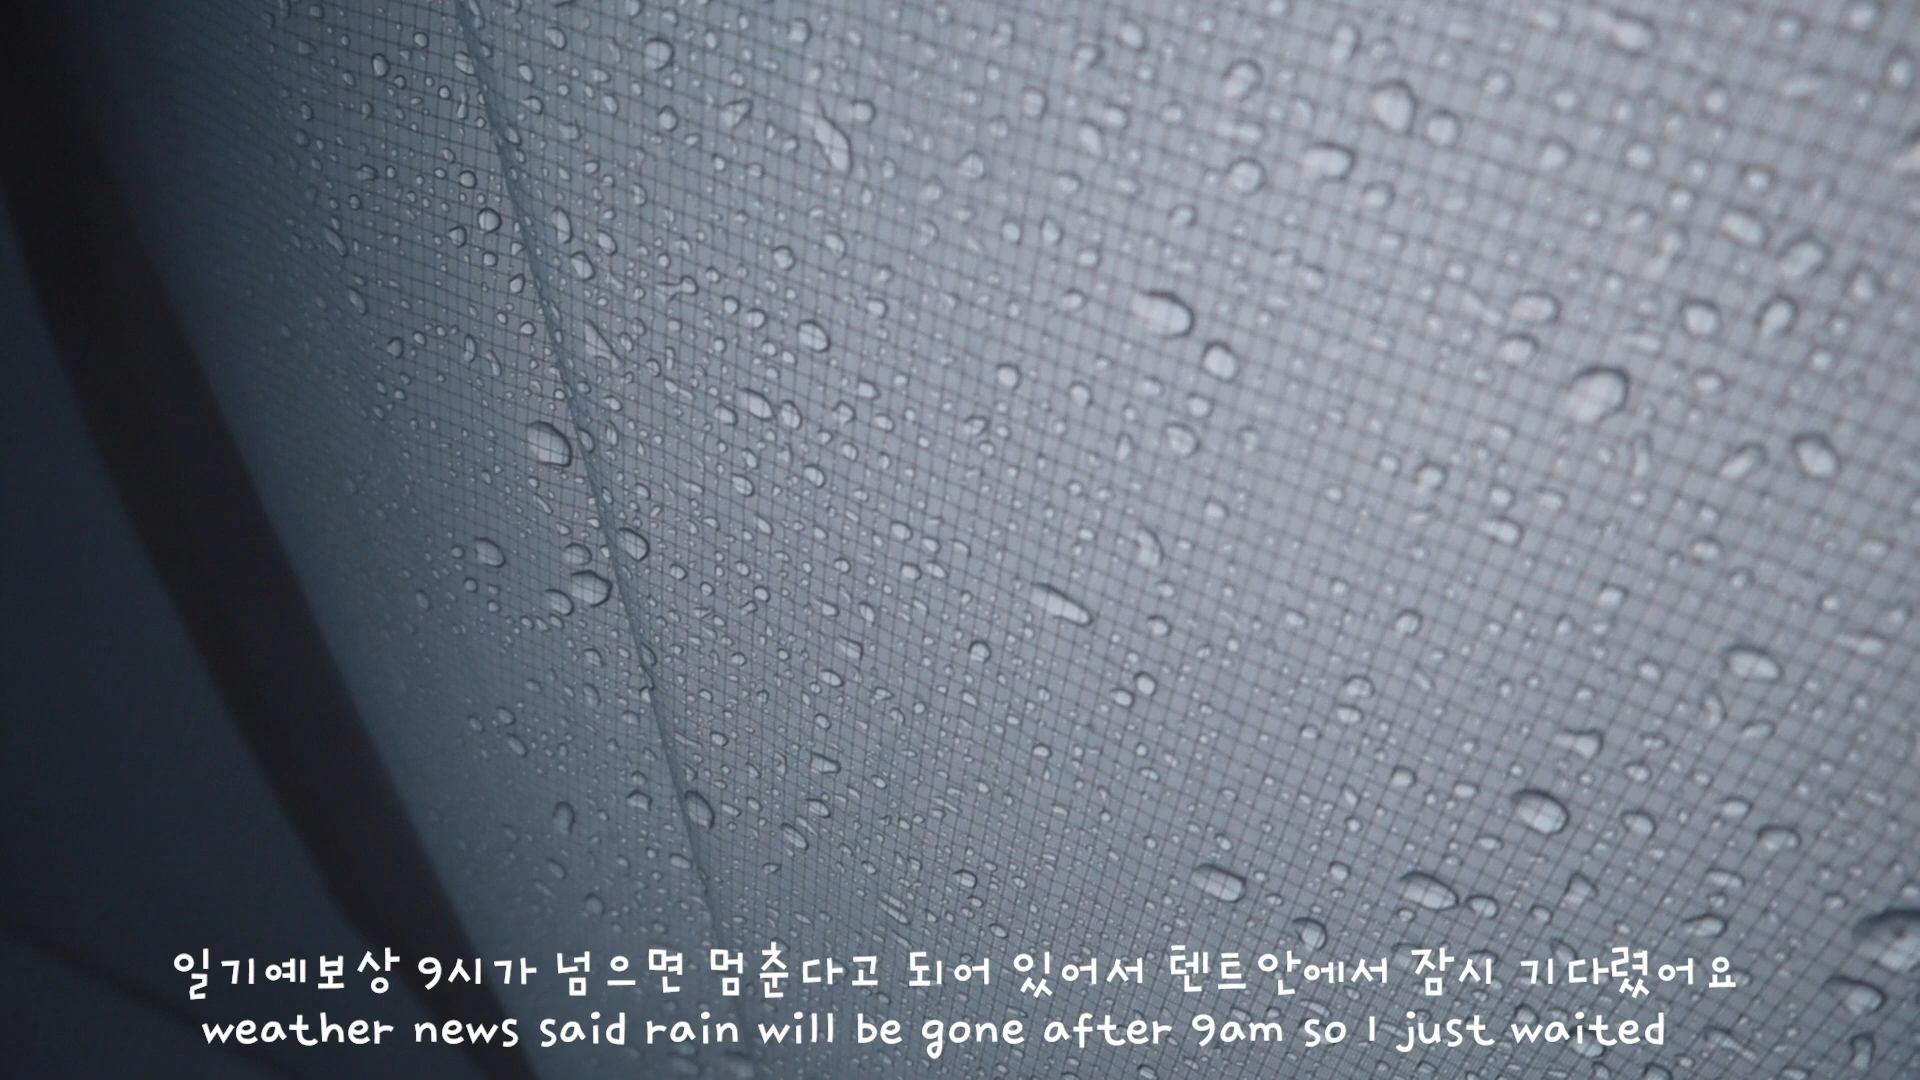 일기예보상 9시가 넘으면 멈춘다고 되어 있어서 텐트안에서 잠시 기다렸어요
weather news said rain will be gone after 9am so I just waited